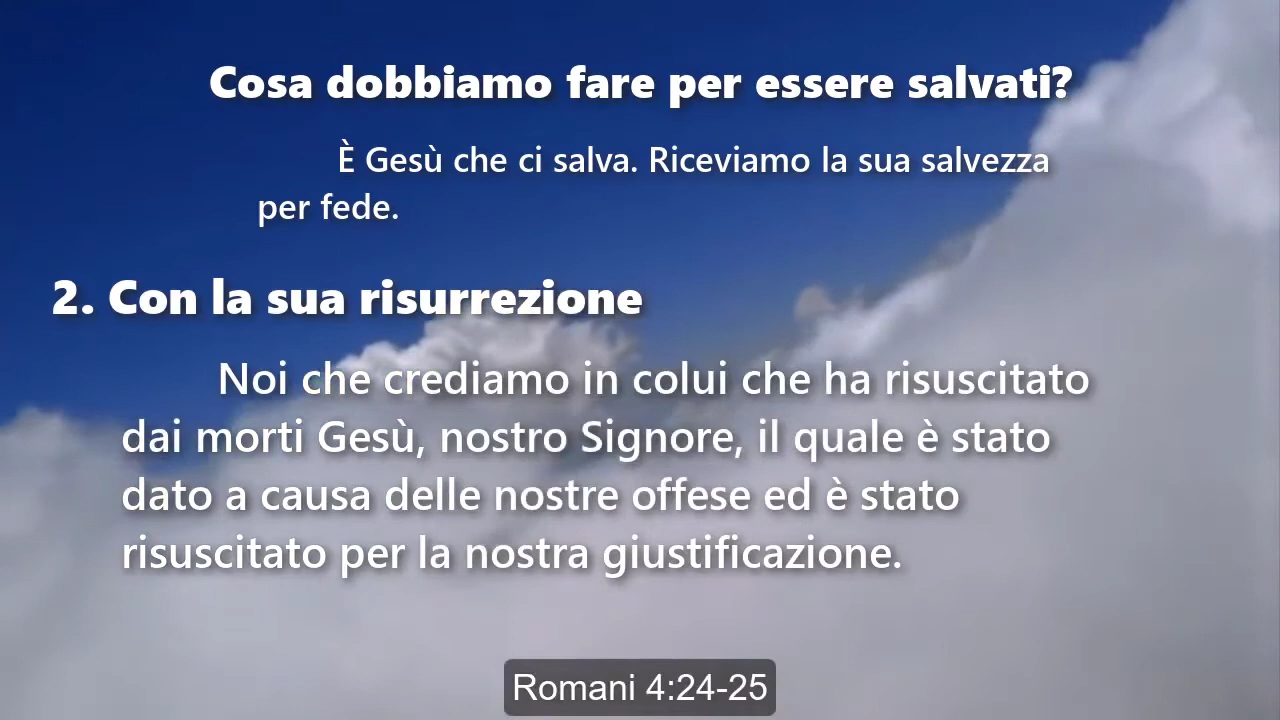 Cosa dobbiamo fare per essere salvati?
È Gesù che ci salva. Riceviamo la sua salvezza
per fede.
2. Con la sua risurrezione
Noi che crediamo in colui che ha risuscitato
dai morti Gesù, nostro Signore, il quale è stato
dato a causa delle nostre offese ed è stato
risuscitato per la nostra giustificazione.
Romani 4:24-25